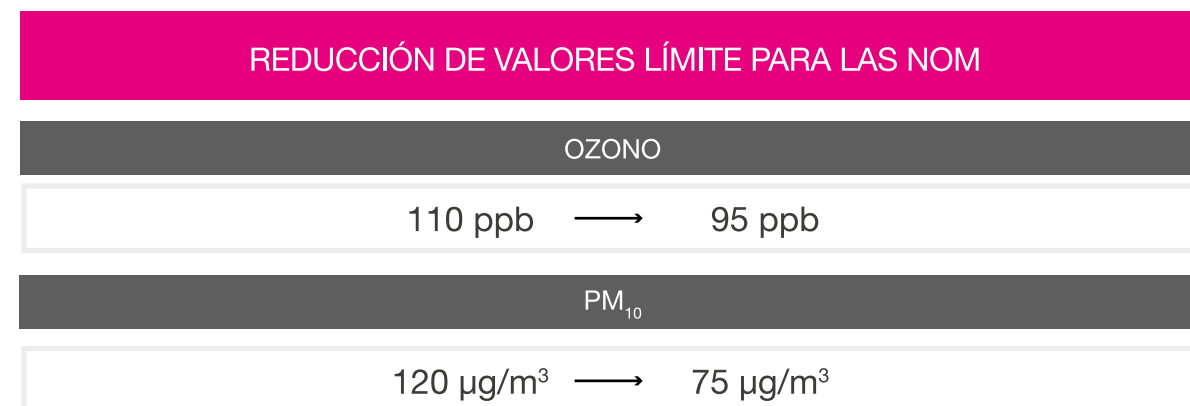 REDUCCIÓN DE VALORES LÍMITE PARA LAS NOM
OZONO
110 ppb ⟶ 95 ppb
PM₁₀
120 µg/m³ ⟶ 75 µg/m³